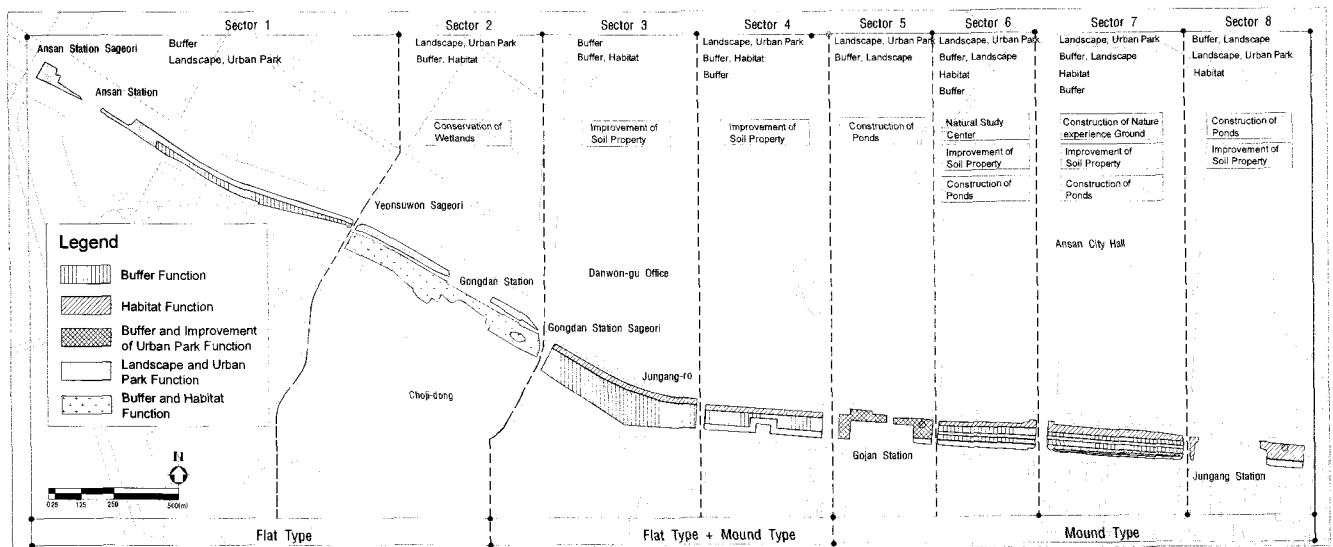 Sector 1
Sector 2
Sector 3
Sector 4
Sector 5
Sector 6
Sector 7
Sector 8
Ansan Station Sageori
Buffer
Landscape, Urban Park
Ansan Station
Landscape, Urban Park
Buffer, Habitat
Conservation of
Wetlands
Buffer
Buffer, Habitat
Improvement of
Soil Property
Landscape, Urban Park
Buffer, Habitat
Buffer
Improvement of
Soil Property
Landscape, Urban Park
Buffer, Landscape
Construction of
Ponds
Landscape, Urban Park
Buffer, Landscape
Habitat
Buffer
Natural Study
Center
Improvement of
Soil Property
Construction of
Ponds
Landscape, Urban Park
Buffer, Landscape
Habitat
Buffer
Construction of Nature
experience Ground
Improvement of
Soil Property
Construction of
Ponds
Buffer, Landscape
Landscape, Urban Park
Habitat
Construction of
Ponds
Improvement of
Soil Property
Yeonsuwon Sageori
Gongdan Station
Danwon-gu Office
Ansan City Hall
Gongdan Station Sageori
Jungang-ro
Choji-dong
Gojan Station
Jungang Station
Legend
Buffer Function
Habitat Function
Buffer and Improvement
of Urban Park Function
Landscape and Urban
Park Function
Buffer and Habitat
Function
N
0 25 125 250 500(m)
Flat Type
Flat Type + Mound Type
Mound Type